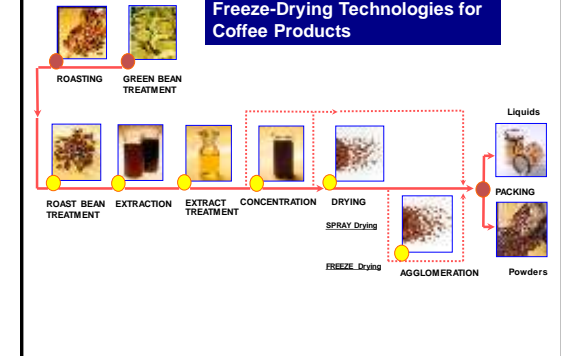 Freeze-Drying Technologies for
Coffee Products
ROASTING
GREEN BEAN
TREATMENT
Liquids
ROAST BEAN
TREATMENT
EXTRACTION
EXTRACT
TREATMENT
CONCENTRATION
DRYING
PACKING
SPRAY Drying
FREEZE Drying
AGGLOMERATION
Powders